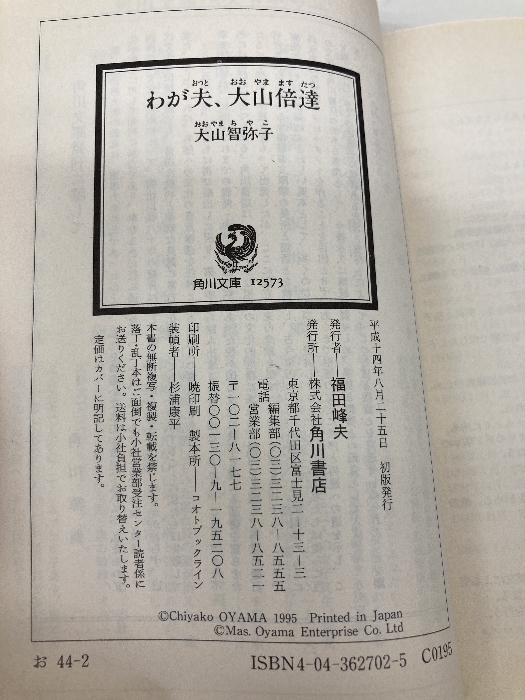 わが夫、大山倍達
おっと おおやま ますたつ
大山智弥子
おおやま ちやこ
角川文庫 12573
平成十四年八月二十五日 初版発行
発行者――福田峰夫
発行所――株式会社角川書店
東京都千代田区富士見二―十三―三
電話 編集部(〇三)三二三八―八五五五
営業部(〇三)三二三八―八五二一
〒一〇二―八一七七
振替〇〇一三〇―九―一九五二〇八
印刷所――暁印刷 製本所――コオトブックライン
装幀者――杉浦康平
本書の無断複写・複製・転載を禁じます。
落丁・乱丁本はご面倒でも小社営業部受注センター読者係に
お送りください。送料は小社負担でお取り替えいたします。
定価はカバーに明記してあります。
©Chiyako OYAMA 1995 Printed in Japan
©Mas. Oyama Enterprise Co. Ltd
お 44-2
ISBN4-04-362702-5 C0195